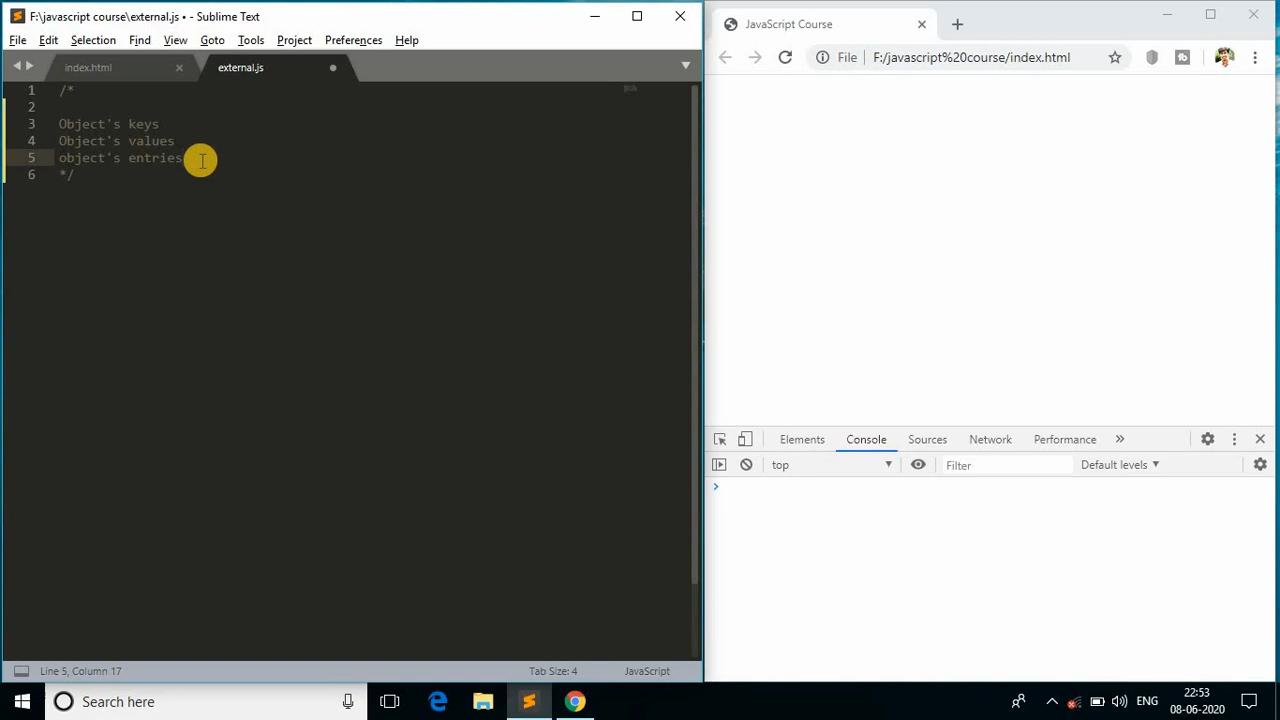 F:\javascript course\external.js • - Sublime Text
File Edit Selection Find View Goto Tools Project Preferences Help
index.html external.js
1 /*
2
3 Object's keys
4 Object's values
5 object's entries
6 */
Line 5, Column 17 Tab Size: 4 JavaScript
JavaScript Course
File F:/javascript%20course/index.html
Elements Console Sources Network Performance »
top Filter Default levels
Search here
ENG 22:53
08-06-2020